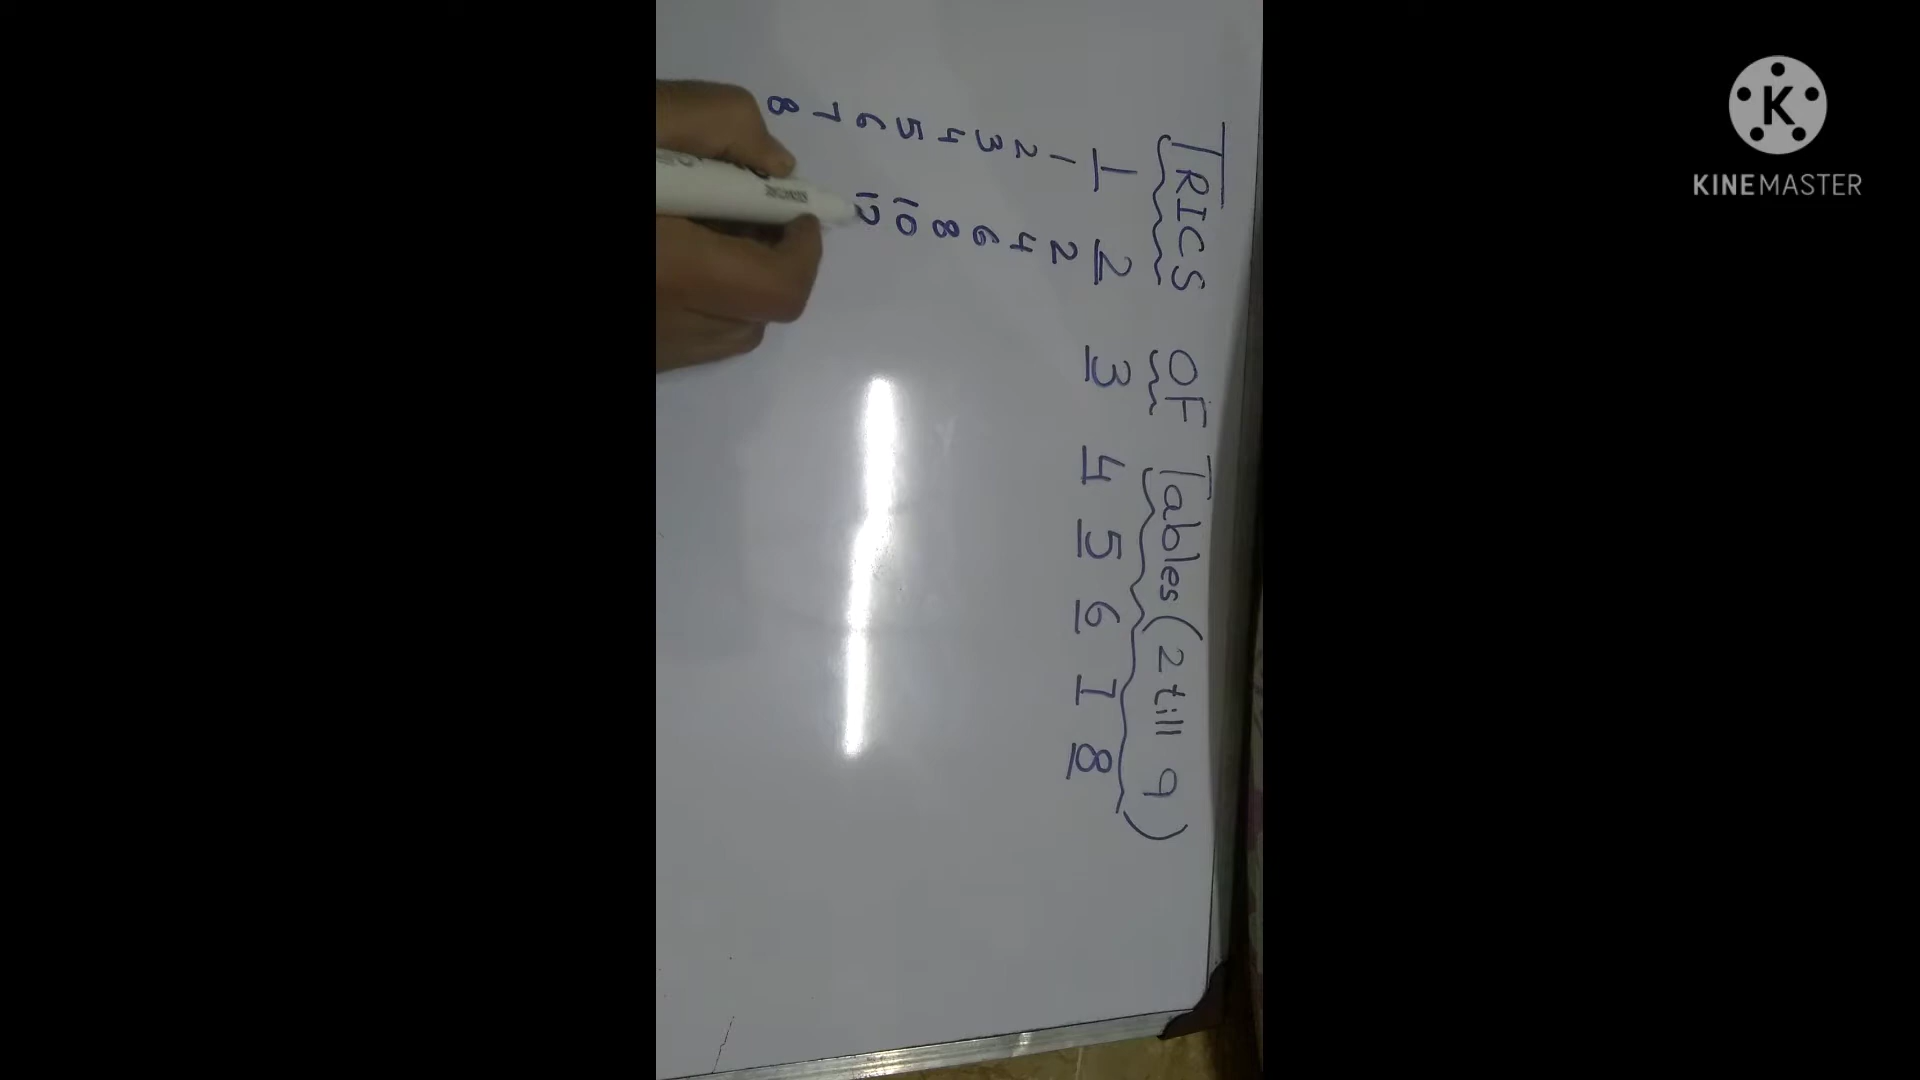 TRICS OF Tables (2 till 9)
1 2 3 4 5 6 7 8
1 2
2 4
3 6
4 8
5 10
6 12
7
8
KINEMASTER